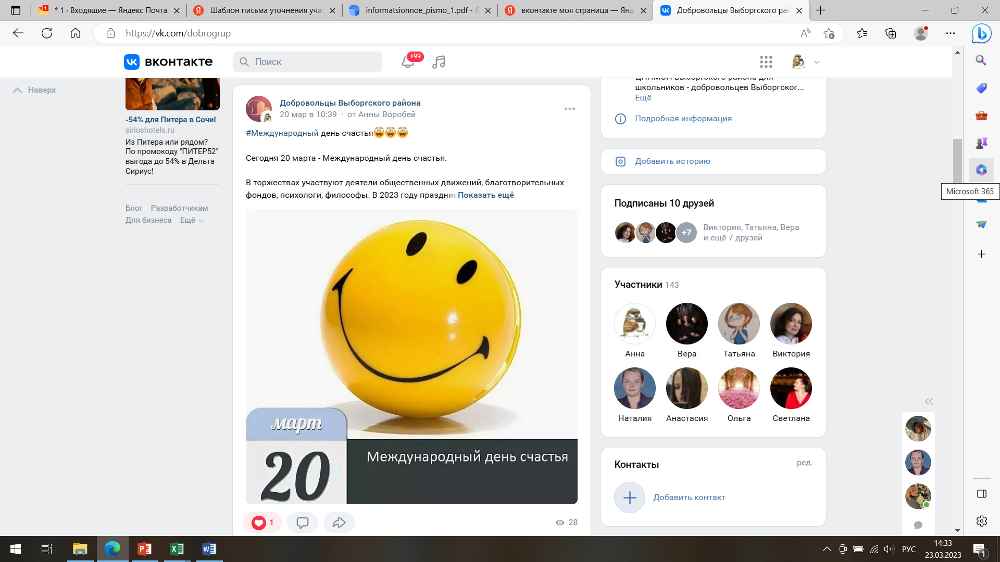 * 1 · Входящие — Яндекс Почта
Шаблон письма уточнения уча
informatsionnoe_pismo_1.pdf - Я
вконтакте моя страница — Янд
Добровольцы Выборгского рай
https://vk.com/dobrogrup
вконтакте
Поиск
+99
Наверх
-54% для Питера в Сочи!
siriushotels.ru
Из Питера или рядом?
По промокоду "ПИТЕР52"
выгода до 54% в Дельта
Сириус!
Блог Разработчикам
Для бизнеса Ещё
Добровольцы Выборгского района
20 мар в 10:39 · от Анны Воробей
#Международный день счастья
Сегодня 20 марта - Международный день счастья.
В торжествах участвуют деятели общественных движений, благотворительных
фондов, психологи, философы. В 2023 году праздник Показать ещё
март
20
Международный день счастья
1
28
ЦППМСП Выборгского района для
школьников - добровольцев Выборгског...
Ещё
Подробная информация
Добавить историю
Подписаны 10 друзей
+7
Виктория, Татьяна, Вера
и ещё 7 друзей
Участники 143
Анна
Вера
Татьяна
Виктория
Наталия
Анастасия
Ольга
Светлана
Контакты
ред.
Добавить контакт
Microsoft 365
РУС
14:33
23.03.2023
1